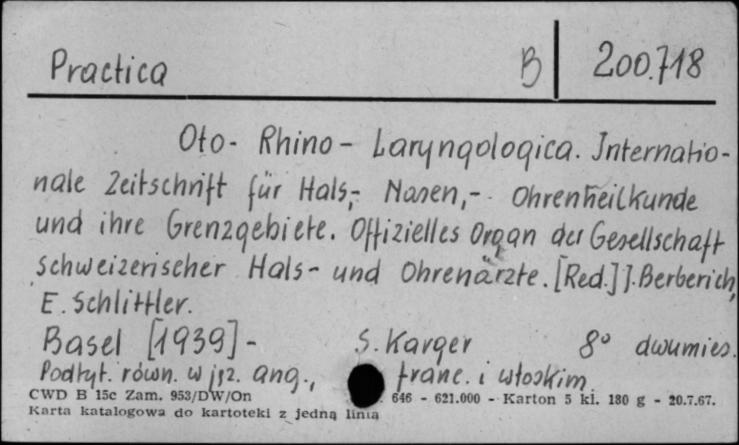 Practica B 200.718
Oto- Rhino- Laryngologica. Internatio-
nale Zeitschrift für Hals,- Nasen,- Ohrenheilkunde
und ihre Grenzgebiete. Offizielles Organ der Gesellschaft
Schweizerischer Hals- und Ohrenärzte. [Red.] J. Berberich,
E. Schlittler.
Basel [1939]- S. Karger 8° dwumies.
Podtyt. równ. w jęz. ang., franc. i włoskim.
CWD B 15c Zam. 953/DW/On 646 - 621.000 - Karton 5 kl. 180 g - 20.7.67.
Karta katalogowa do kartoteki z jedną linią